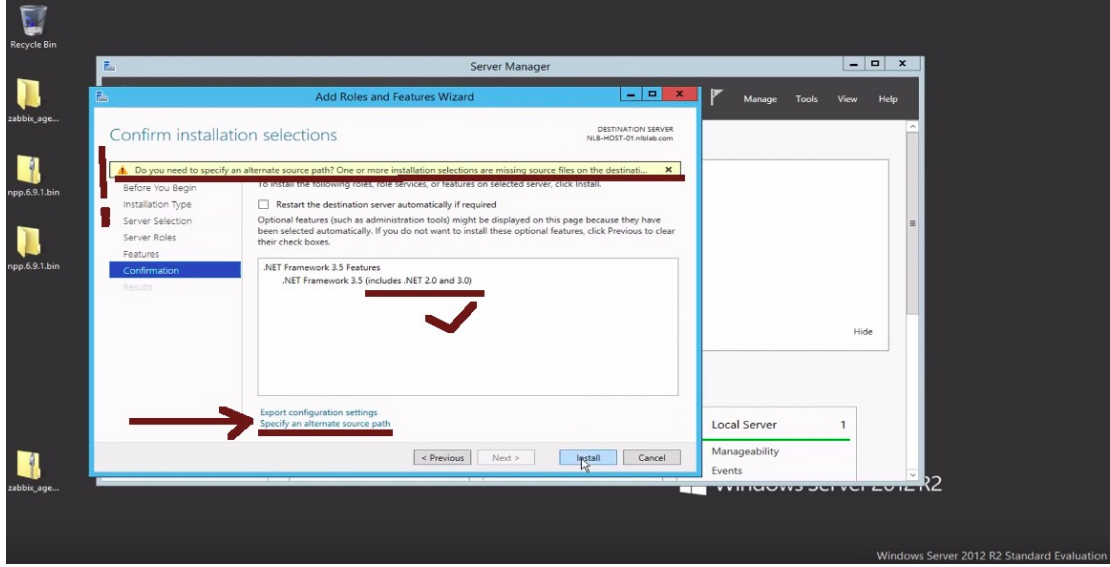 Recycle Bin
zabbix_age...
npp.6.9.1.bin
npp.6.9.1.bin
zabbix_age...
Server Manager
Manage Tools View Help
Add Roles and Features Wizard
Confirm installation selections
DESTINATION SERVER
NLB-HOST-01.nlblab.com
Do you need to specify an alternate source path? One or more installation selections are missing source files on the destinati...
Before You Begin
Installation Type
Server Selection
Server Roles
Features
Confirmation
Results
To install the following roles, role services, or features on selected server, click Install.
Restart the destination server automatically if required
Optional features (such as administration tools) might be displayed on this page because they have
been selected automatically. If you do not want to install these optional features, click Previous to clear
their check boxes.
.NET Framework 3.5 Features
.NET Framework 3.5 (includes .NET 2.0 and 3.0)
Export configuration settings
Specify an alternate source path
< Previous Next > Install Cancel
Hide
Local Server 1
Manageability
Events
Windows Server 2012 R2
Windows Server 2012 R2 Standard Evaluation